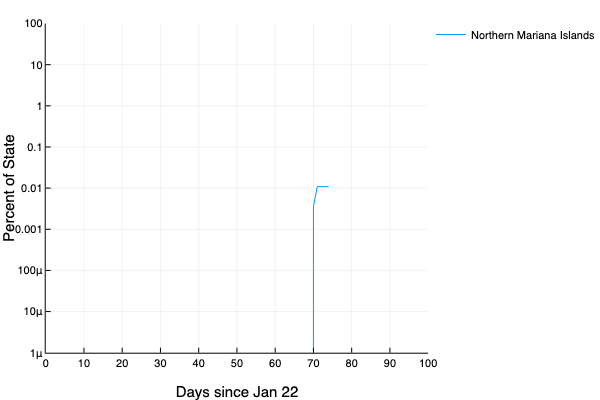 100
10
1
0.1
0.01
0.001
100µ
10µ
1µ
Percent of State
0 10 20 30 40 50 60 70 80 90 100
Days since Jan 22
Northern Mariana Islands